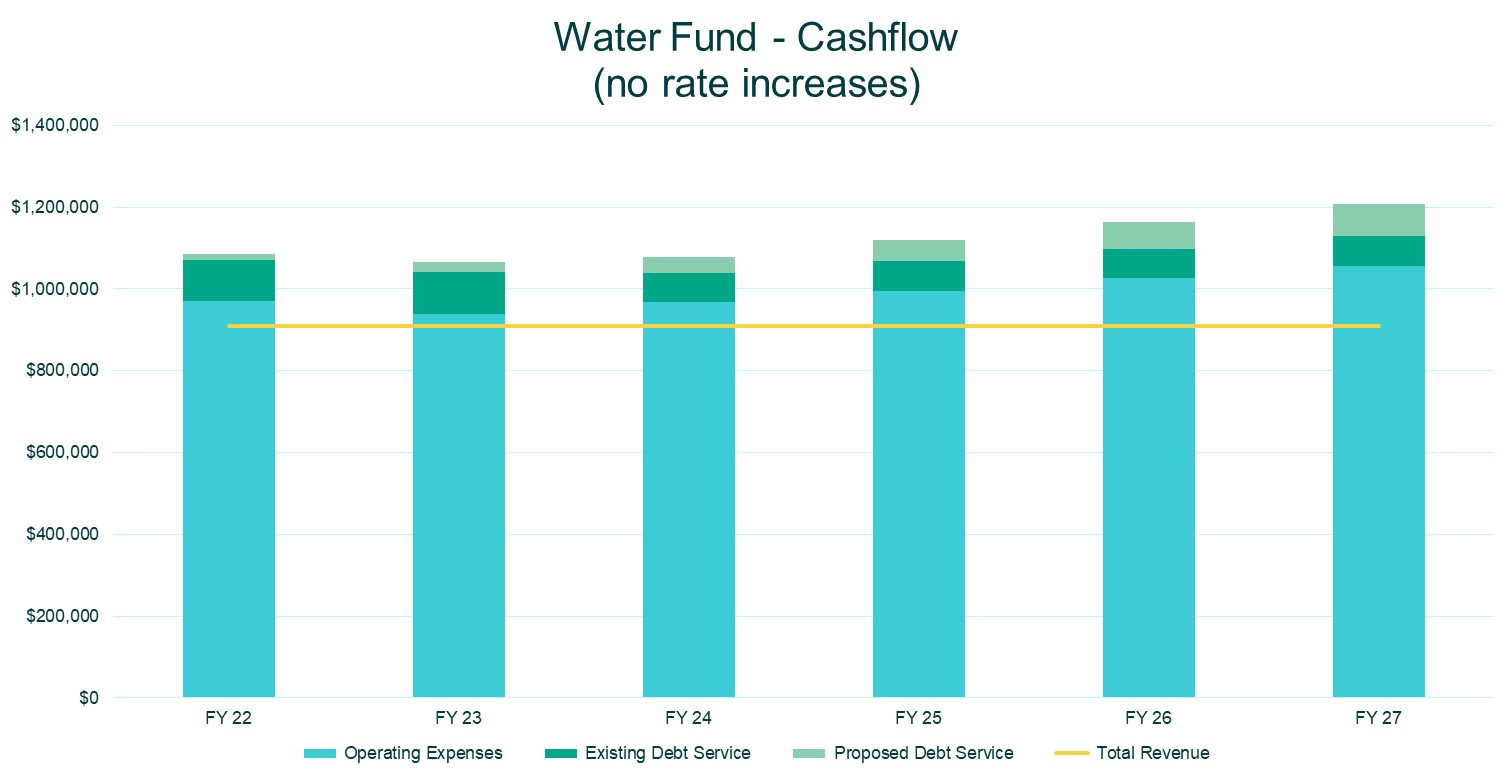 Water Fund - Cashflow
(no rate increases)
$1,400,000
$1,200,000
$1,000,000
$800,000
$600,000
$400,000
$200,000
$0
FY 22 FY 23 FY 24 FY 25 FY 26 FY 27
Operating Expenses Existing Debt Service Proposed Debt Service Total Revenue